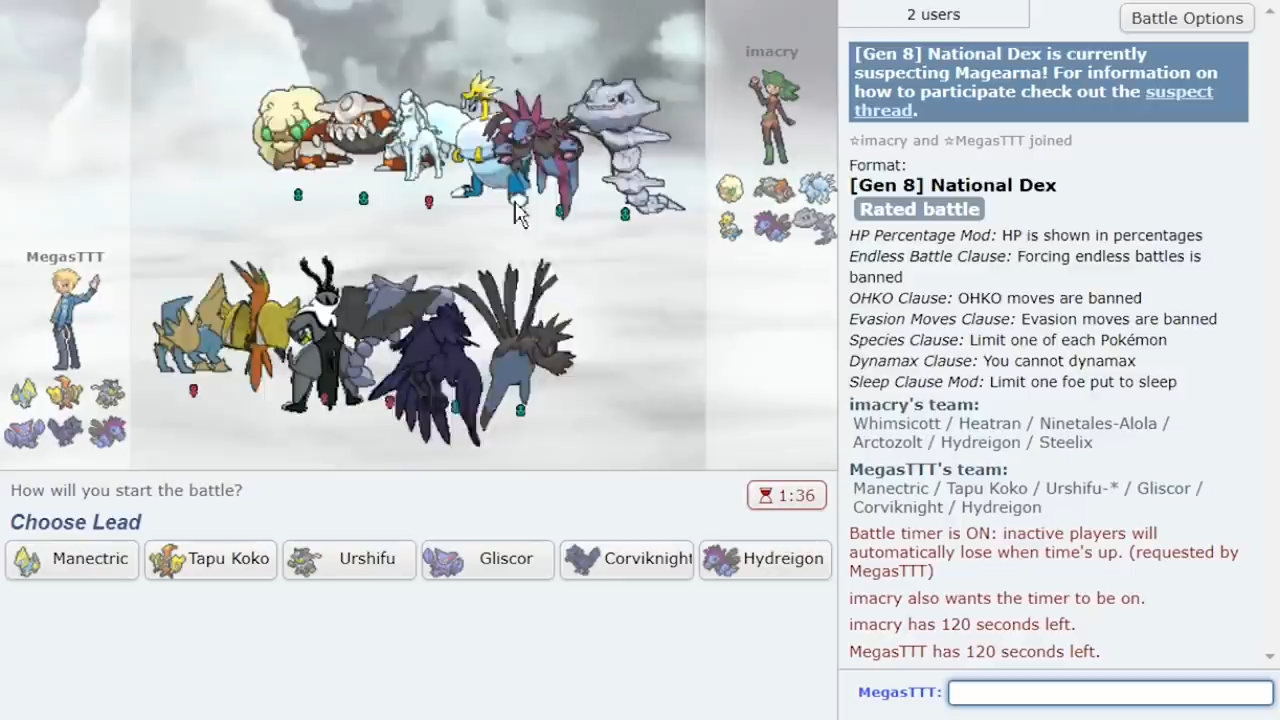 2 users
Battle Options
imacry
[Gen 8] National Dex is currently
suspecting Magearna! For information on
how to participate check out the suspect
thread.
☆imacry and ☆MegasTTT joined
Format:
[Gen 8] National Dex
Rated battle
HP Percentage Mod: HP is shown in percentages
Endless Battle Clause: Forcing endless battles is
banned
OHKO Clause: OHKO moves are banned
Evasion Moves Clause: Evasion moves are banned
Species Clause: Limit one of each Pokémon
Dynamax Clause: You cannot dynamax
Sleep Clause Mod: Limit one foe put to sleep
imacry's team:
Whimsicott / Heatran / Ninetales-Alola /
Arctozolt / Hydreigon / Steelix
MegasTTT's team:
Manectric / Tapu Koko / Urshifu-* / Gliscor /
Corviknight / Hydreigon
Battle timer is ON: inactive players will
automatically lose when time's up. (requested by
MegasTTT)
imacry also wants the timer to be on.
imacry has 120 seconds left.
MegasTTT has 120 seconds left.
MegasTTT:
MegasTTT
How will you start the battle?
1:36
Choose Lead
Manectric
Tapu Koko
Urshifu
Gliscor
Corviknight
Hydreigon